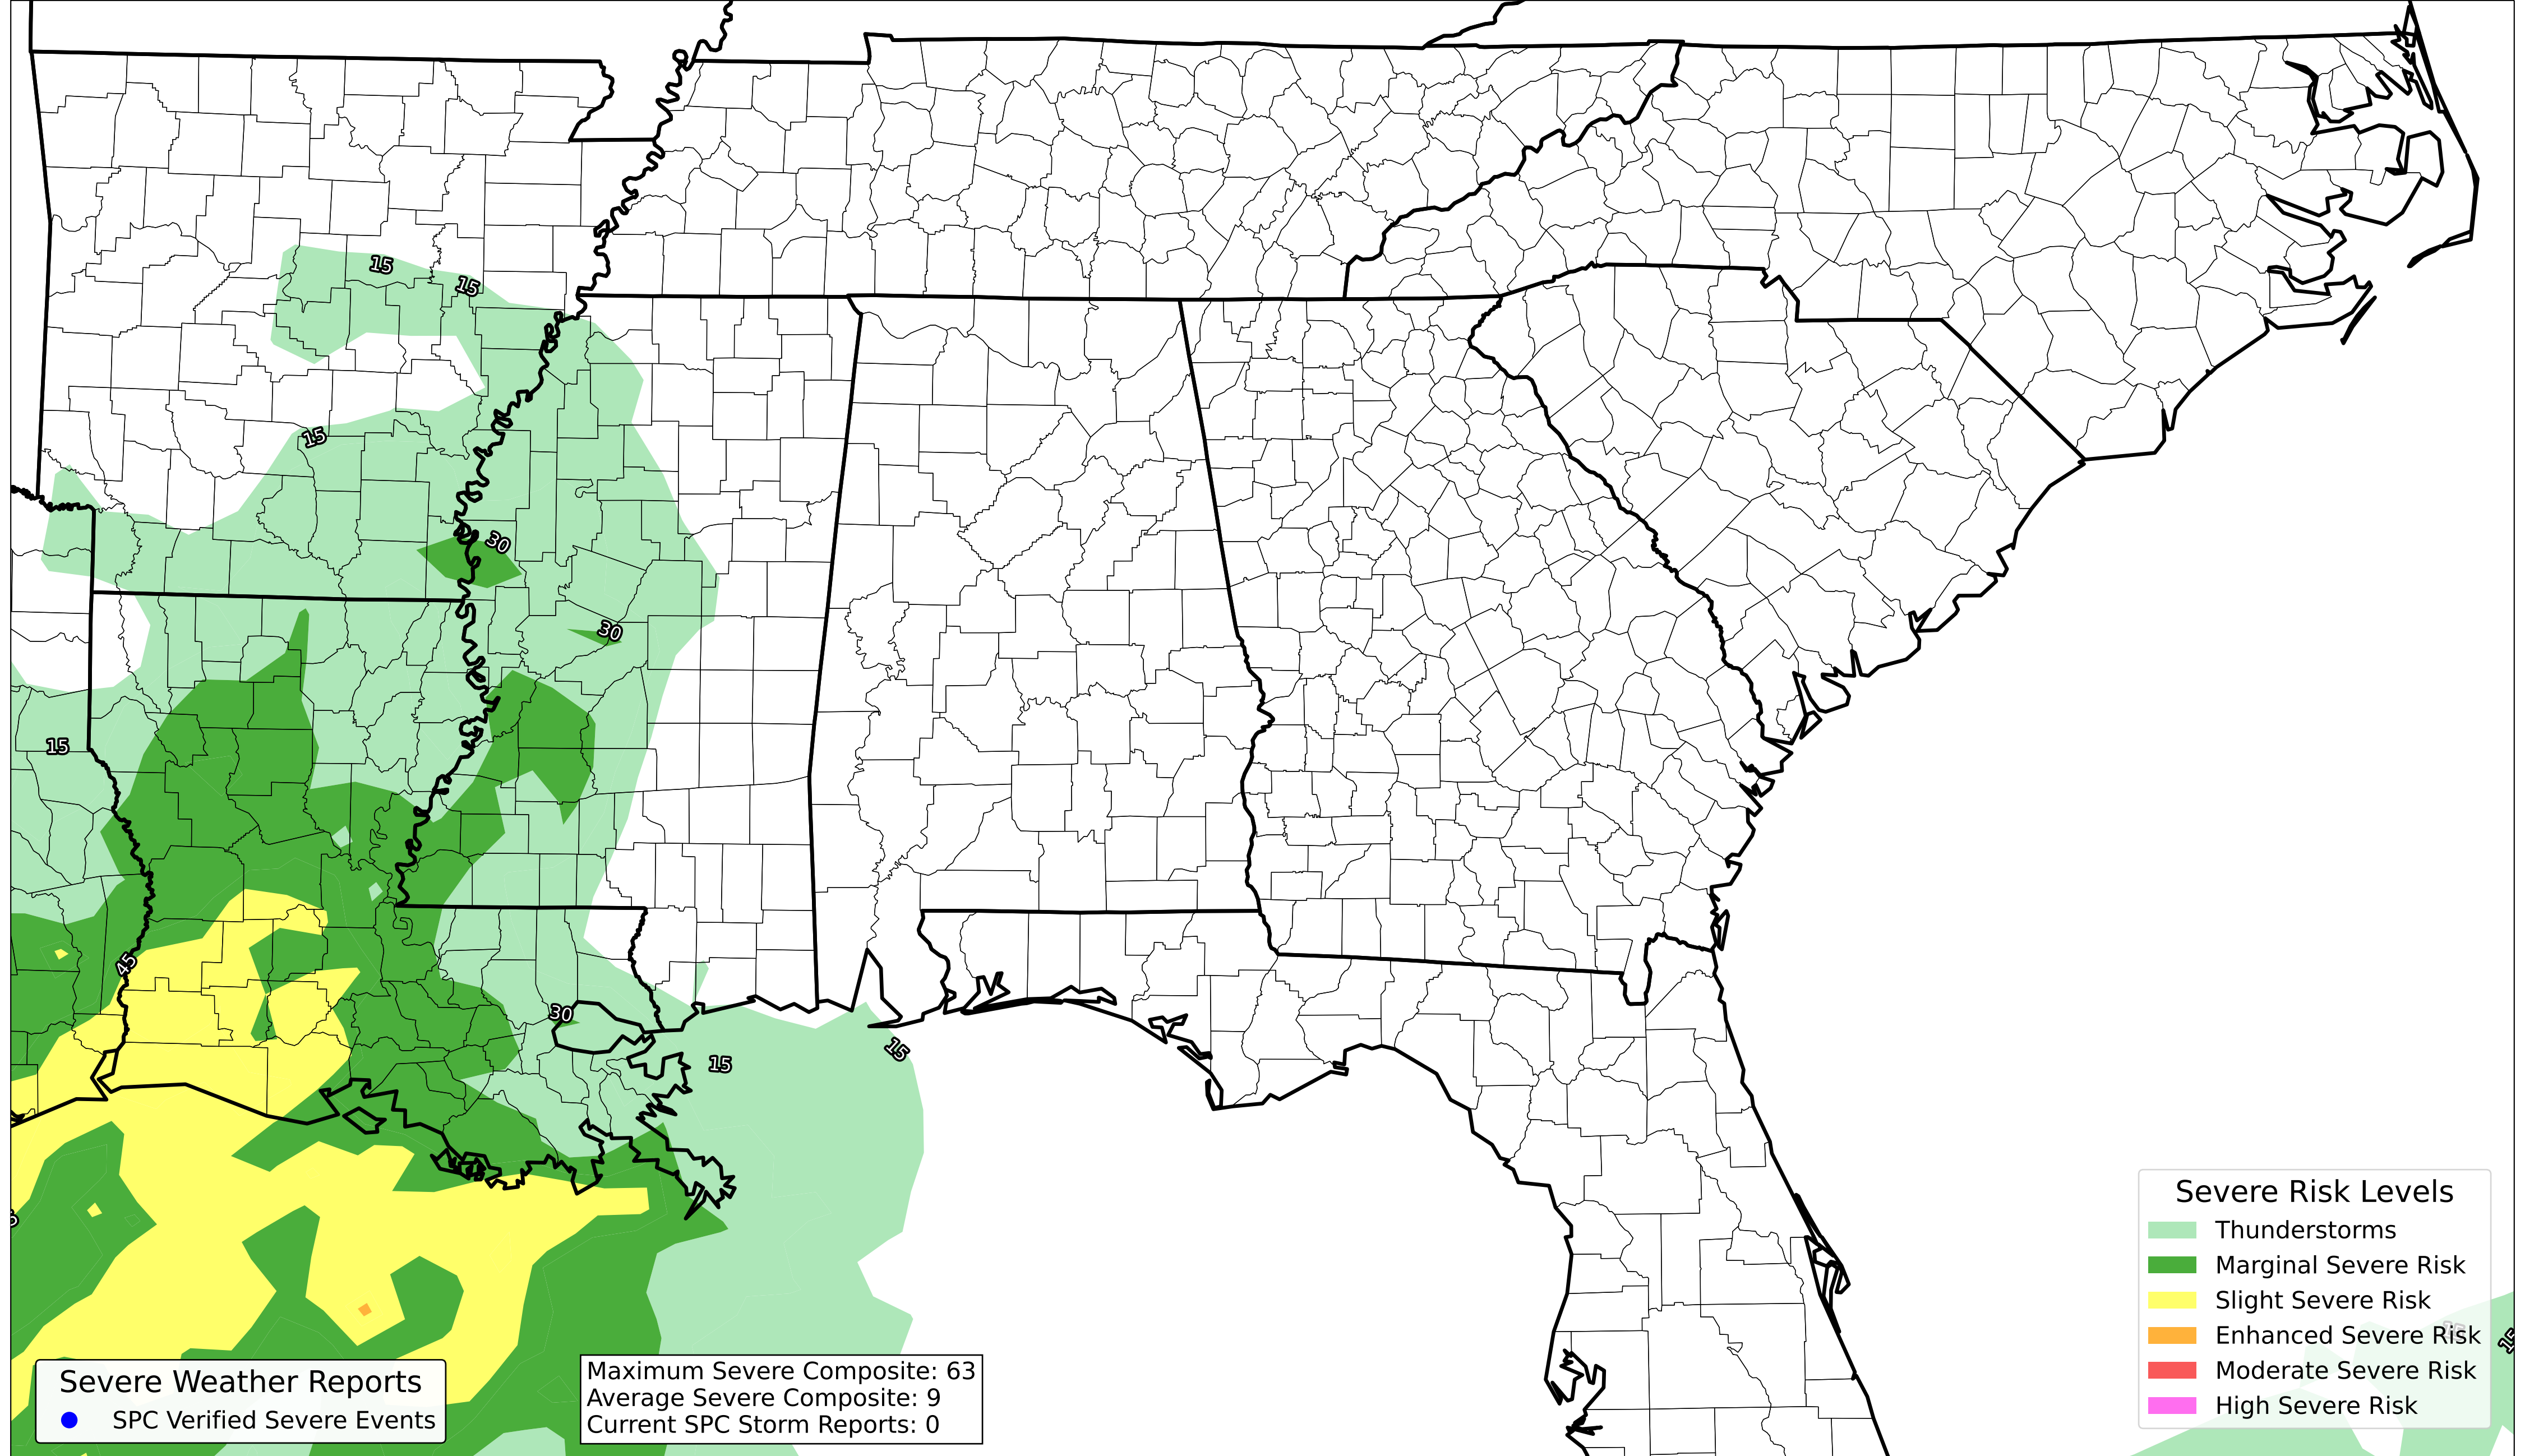 15
15
15
30
30
15
45
30
15
15
Severe Risk Levels
Thunderstorms
Marginal Severe Risk
Slight Severe Risk
Enhanced Severe Risk
Moderate Severe Risk
High Severe Risk
15
Severe Weather Reports
SPC Verified Severe Events
Maximum Severe Composite: 63
Average Severe Composite: 9
Current SPC Storm Reports: 0